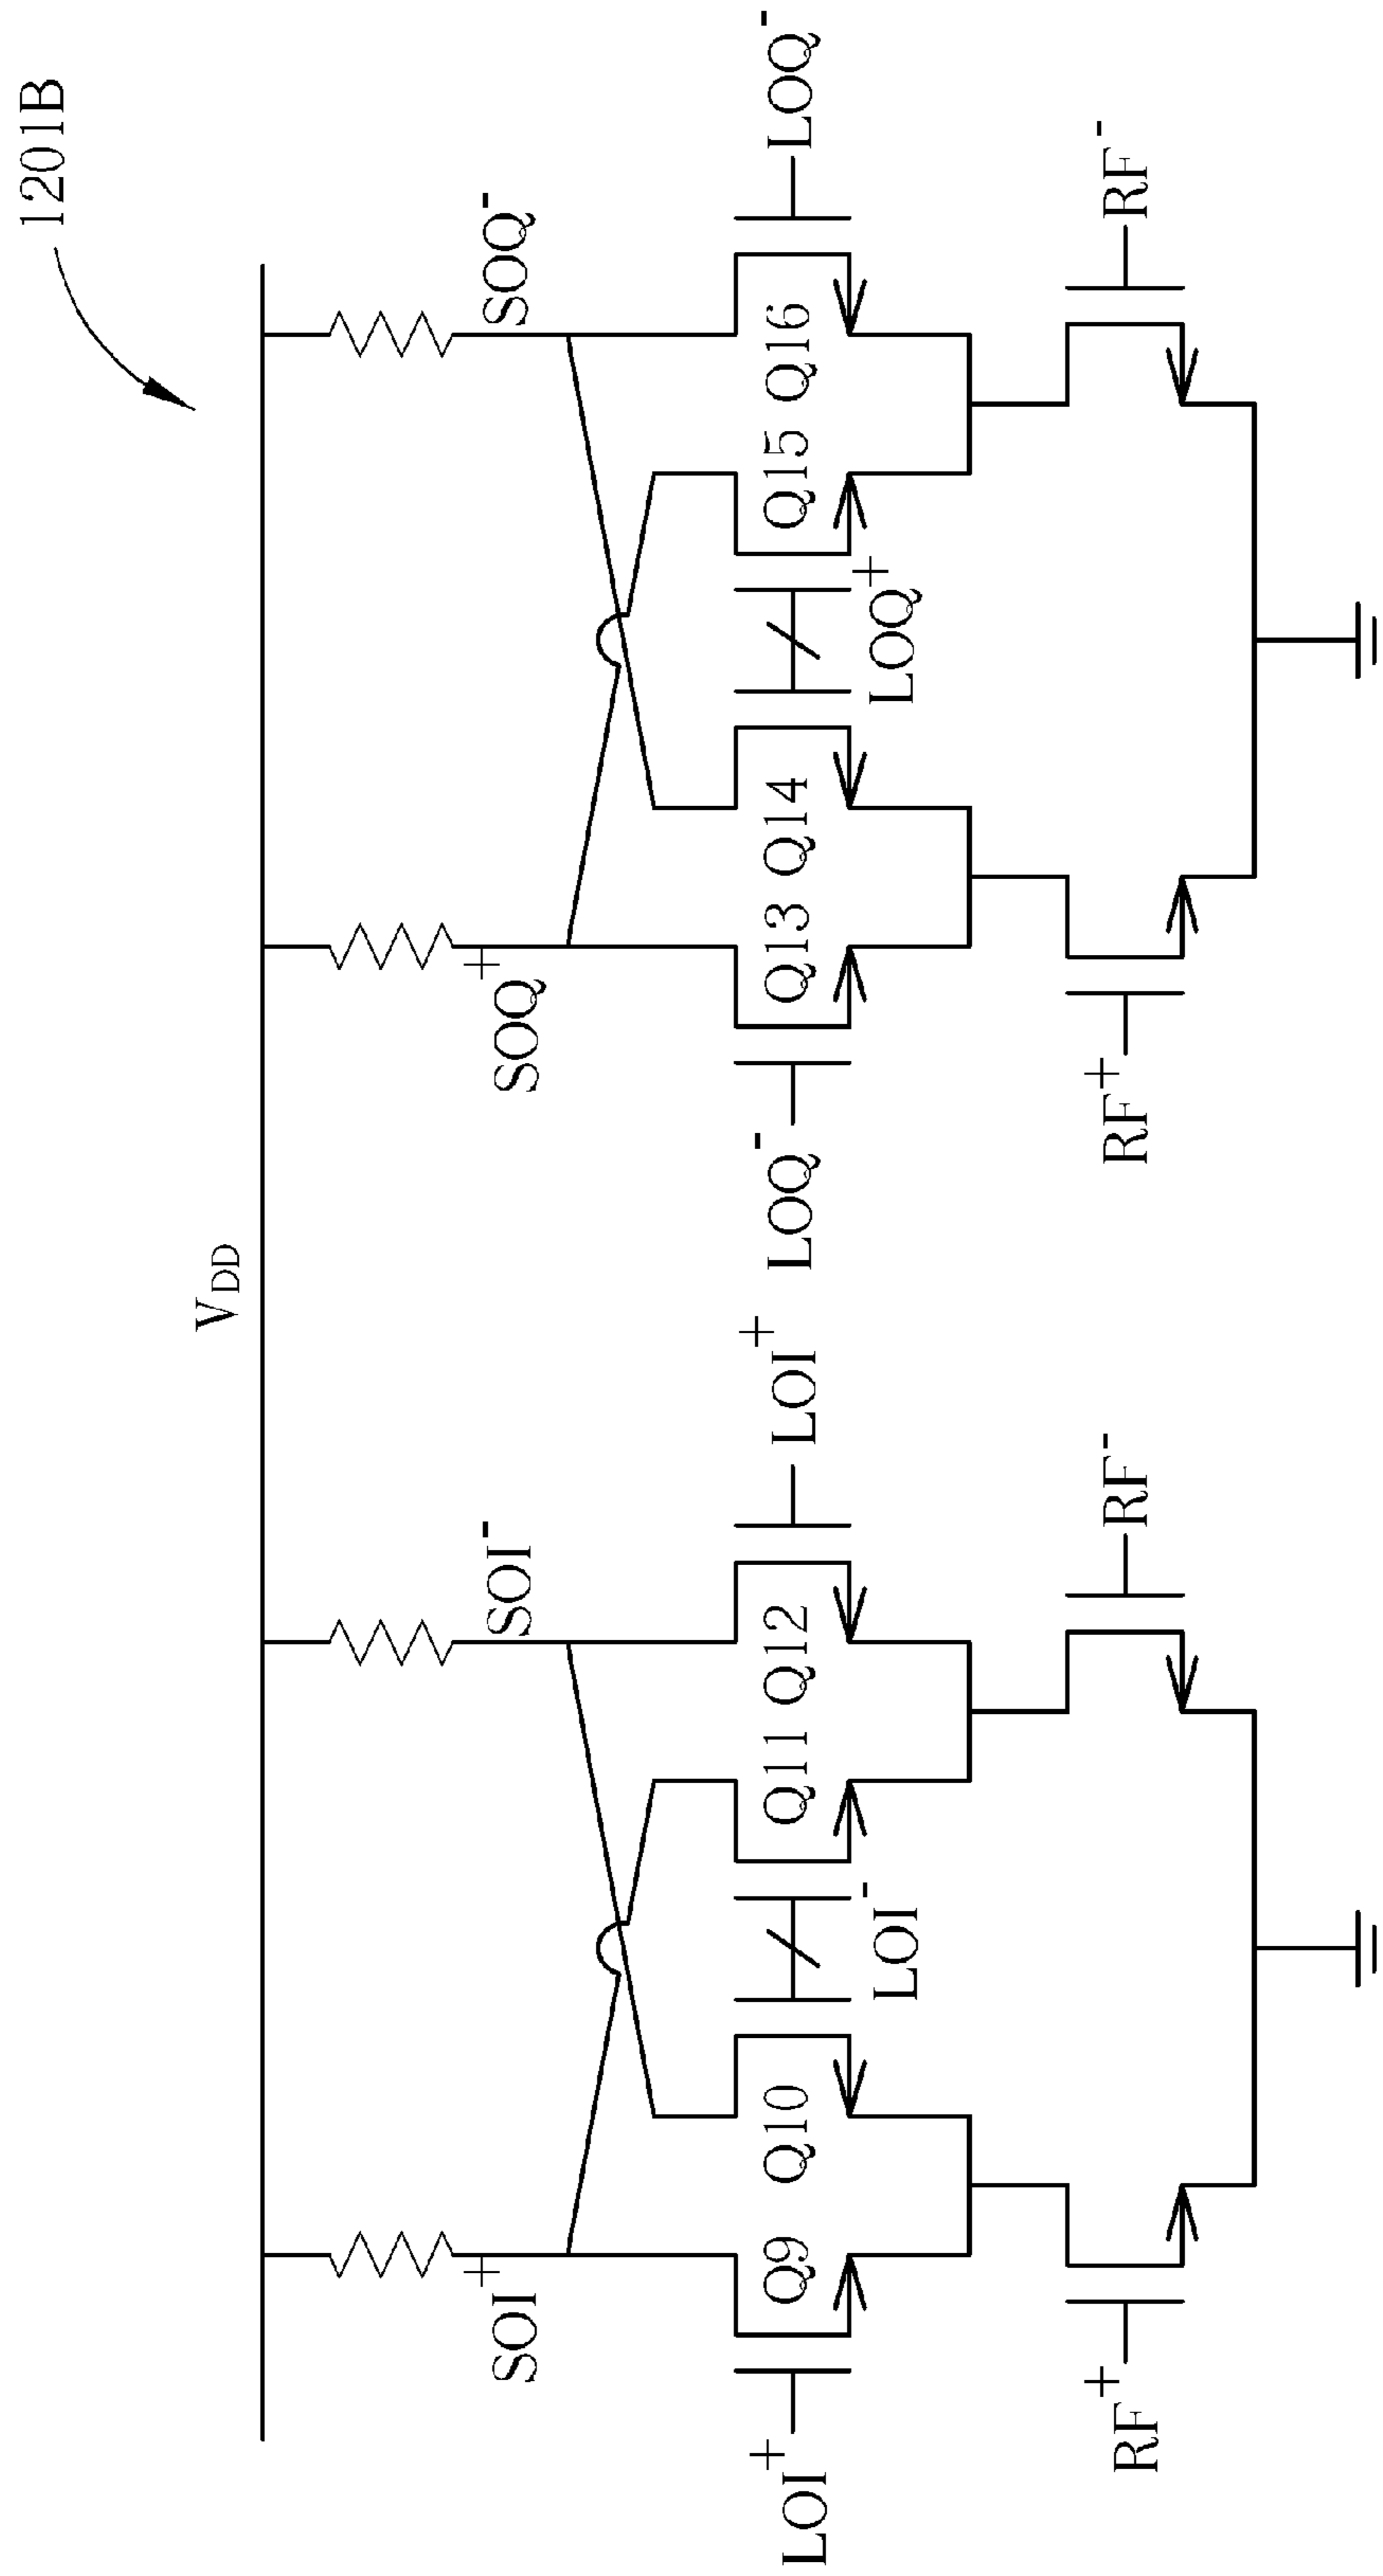 1201B
V_DD
SOI⁺
SOI⁻
SOQ⁺
SOQ⁻
LOI⁺
Q9
Q10
Q11
Q12
LOI⁺
LOQ⁻
Q13
Q14
Q15
Q16
LOQ⁻
LOI⁻
LOQ⁺
RF⁺
RF⁻
RF⁺
RF⁻